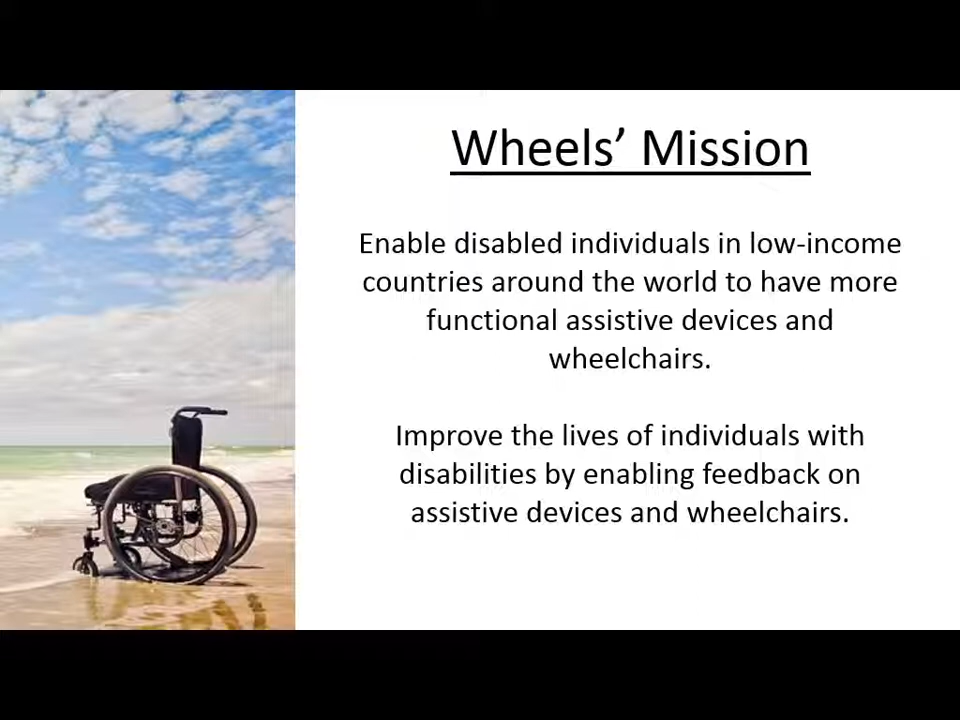 Wheels’ Mission
Enable disabled individuals in low-income
countries around the world to have more
functional assistive devices and
wheelchairs.
Improve the lives of individuals with
disabilities by enabling feedback on
assistive devices and wheelchairs.